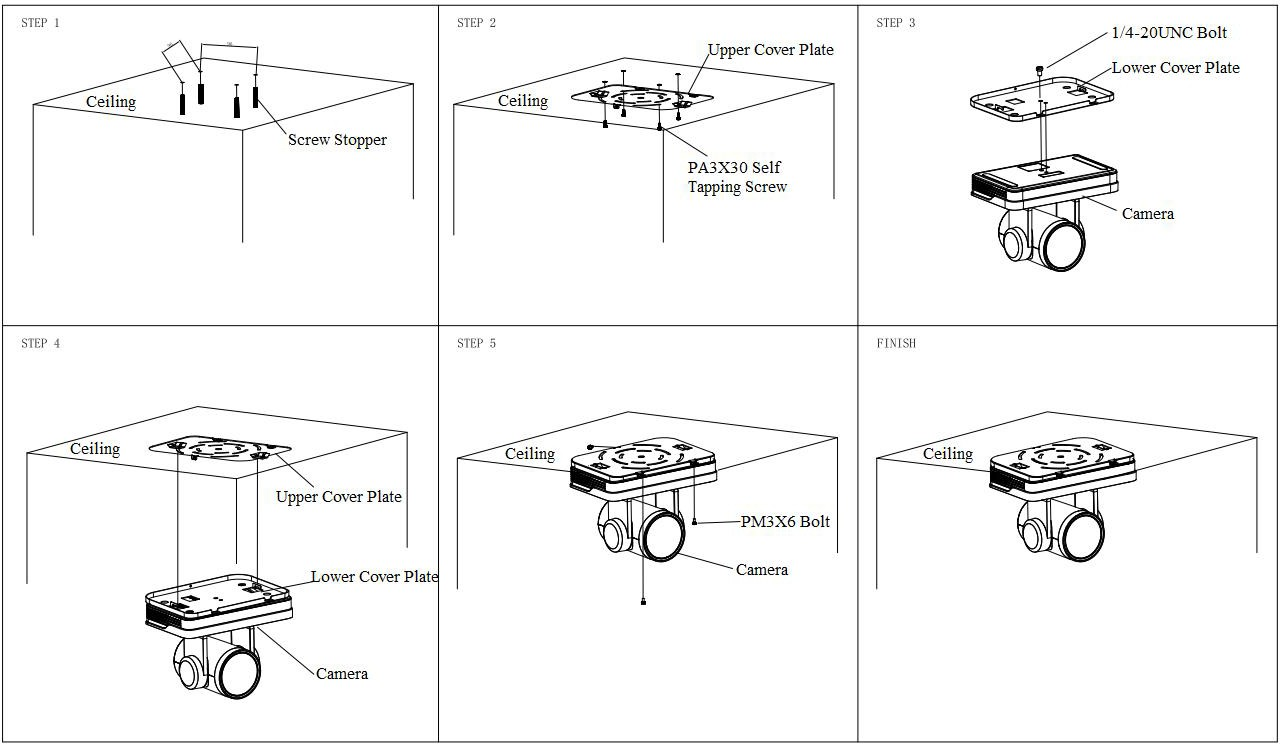 STEP 1
Ceiling
Screw Stopper
STEP 2
Upper Cover Plate
Ceiling
PA3X30 Self
Tapping Screw
STEP 3
1/4-20UNC Bolt
Lower Cover Plate
Camera
STEP 4
Ceiling
Upper Cover Plate
Lower Cover Plate
Camera
STEP 5
Ceiling
PM3X6 Bolt
Camera
FINISH
Ceiling